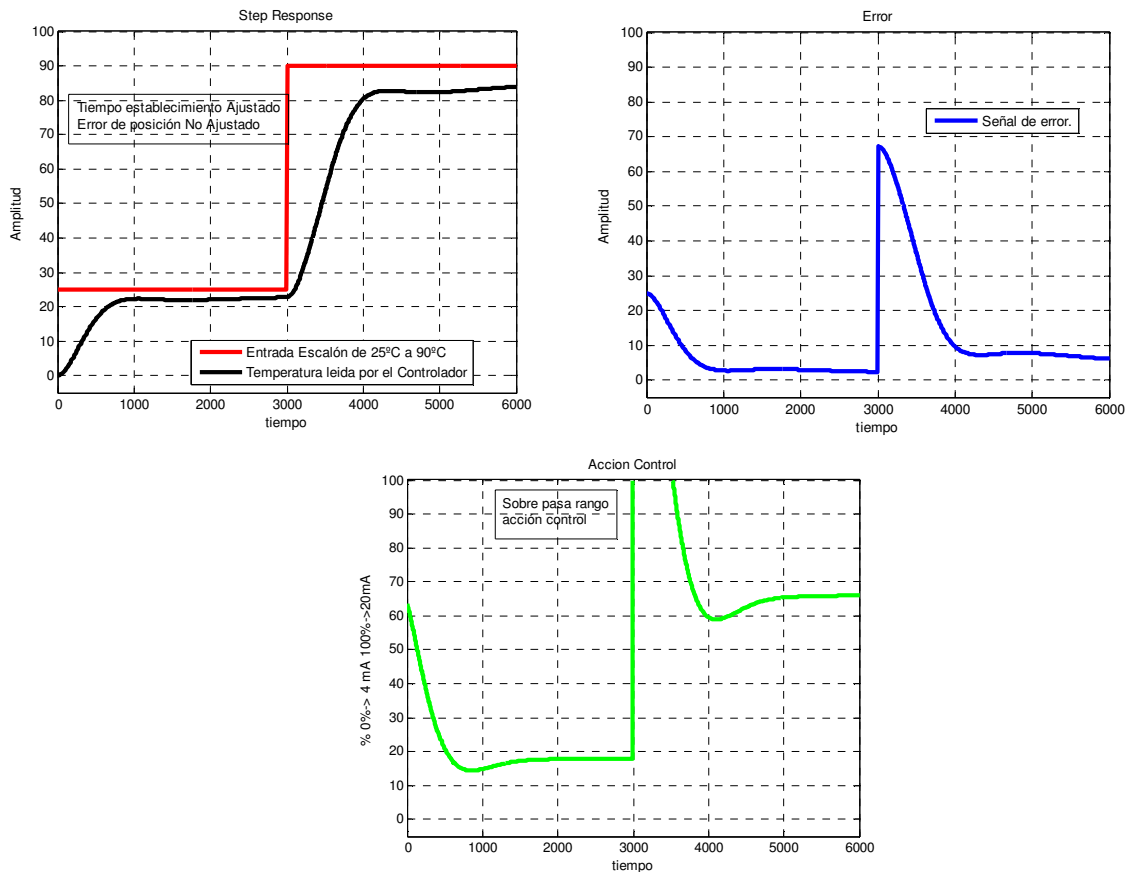 Step Response
100
90
80
70
60
50
40
30
20
10
0
Amplitud
Tiempo establecimiento Ajustado
Error de posición No Ajustado
Entrada Escalón de 25ºC a 90ºC
Temperatura leida por el Controlador
0 1000 2000 3000 4000 5000 6000
tiempo
Error
100
90
80
70
60
50
40
30
20
10
0
Amplitud
Señal de error.
0 1000 2000 3000 4000 5000 6000
tiempo
Accion Control
100
90
80
70
60
50
40
30
20
10
0
% 0%-> 4 mA 100%->20mA
Sobre pasa rango
acción control
0 1000 2000 3000 4000 5000 6000
tiempo